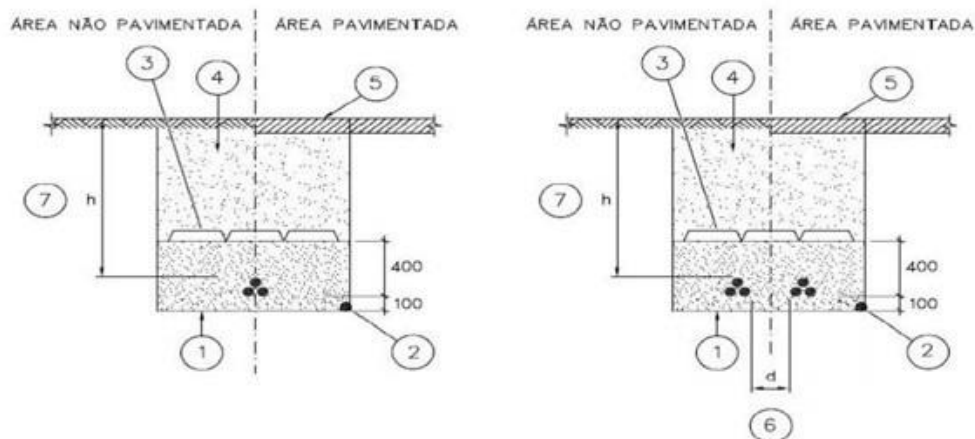 ÁREA NÃO PAVIMENTADA ÁREA PAVIMENTADA
3 4 5
7 h
400
100
1 2
ÁREA NÃO PAVIMENTADA ÁREA PAVIMENTADA
3 4 5
7 h
400
100
1 d 2
6